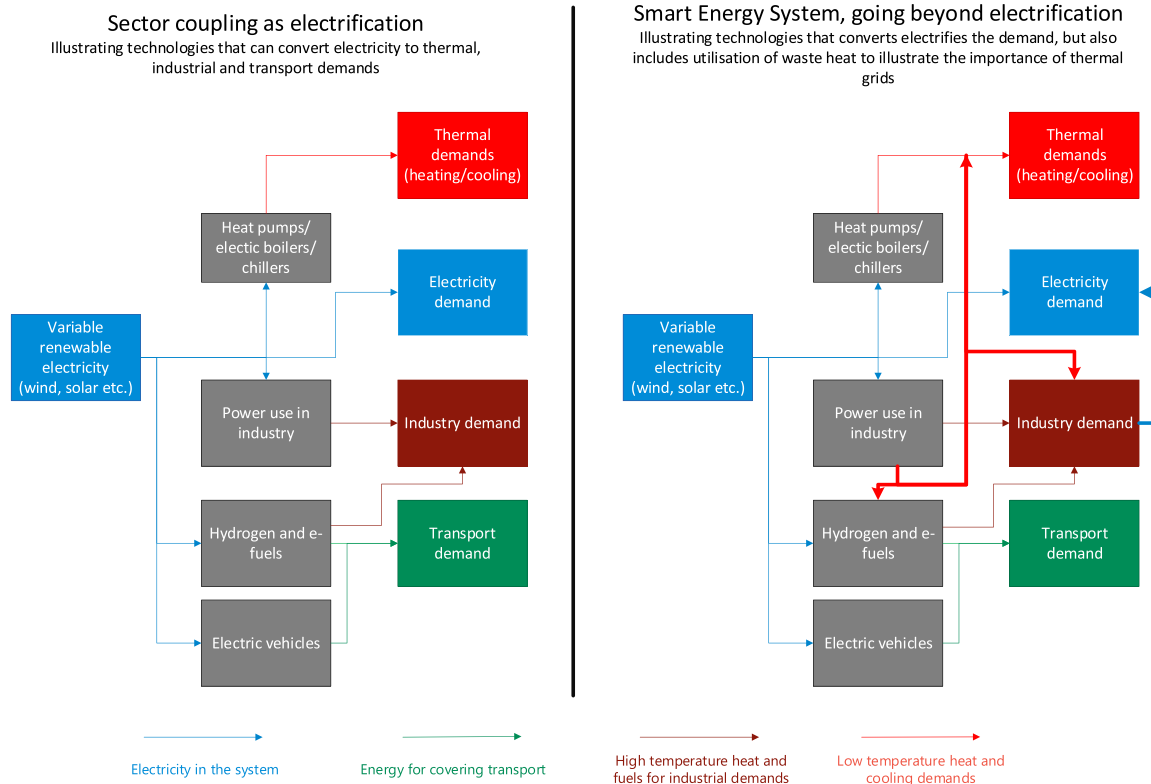 Sector coupling as electrification
Illustrating technologies that can convert electricity to thermal,
industrial and transport demands
Thermal
demands
(heating/cooling)
Heat pumps/
electic boilers/
chillers
Electricity
demand
Variable
renewable
electricity
(wind, solar etc.)
Power use in
industry
Industry demand
Hydrogen and e-
fuels
Transport
demand
Electric vehicles
Smart Energy System, going beyond electrification
Illustrating technologies that converts electrifies the demand, but also
includes utilisation of waste heat to illustrate the importance of thermal
grids
Thermal
demands
(heating/cooling)
Heat pumps/
electic boilers/
chillers
Electricity
demand
Variable
renewable
electricity
(wind, solar etc.)
Power use in
industry
Industry demand
Hydrogen and e-
fuels
Transport
demand
Electric vehicles
Electricity in the system
Energy for covering transport
High temperature heat and
fuels for industrial demands
Low temperature heat and
cooling demands